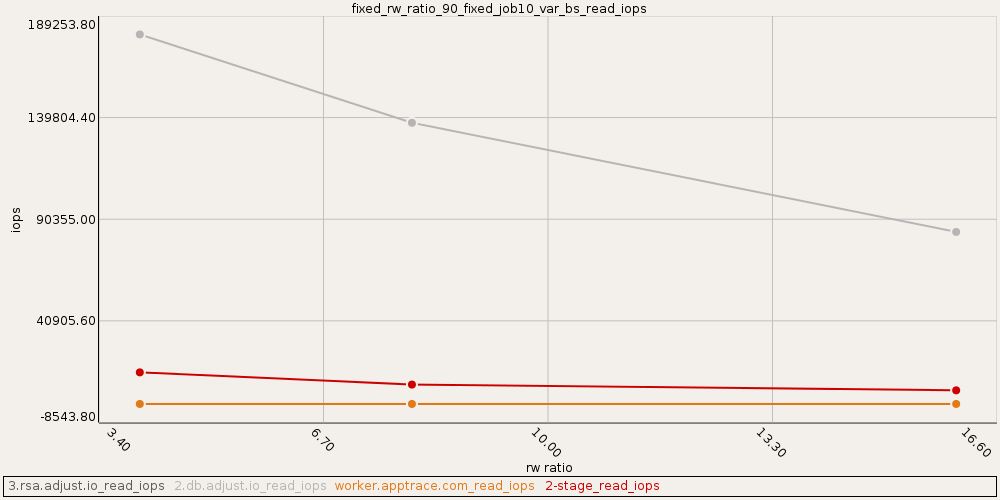 fixed_rw_ratio_90_fixed_job10_var_bs_read_iops
189253.80
139804.40
90355.00
40905.60
-8543.80
iops
3.40 6.70 10.00 13.30 16.60
rw ratio
3.rsa.adjust.io_read_iops 2.db.adjust.io_read_iops worker.apptrace.com_read_iops 2-stage_read_iops